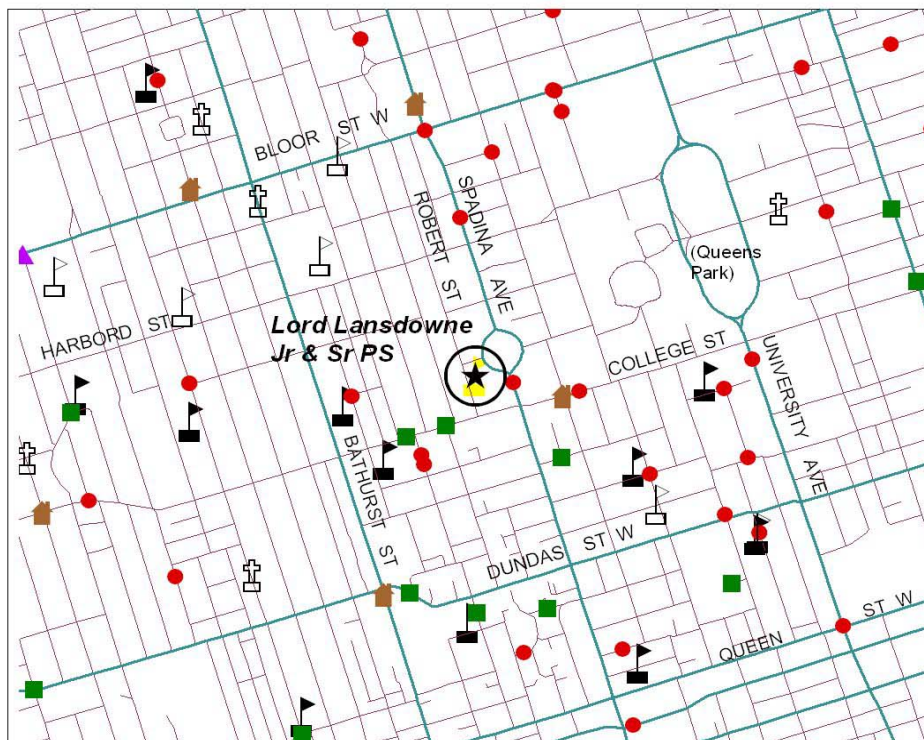 BLOOR ST W
SPADINA AVE
ROBERT ST
(Queens
Park)
HARBORD ST
Lord Lansdowne
Jr & Sr PS
COLLEGE ST
UNIVERSITY AVE
BATHURST ST
DUNDAS ST W
QUEEN ST W